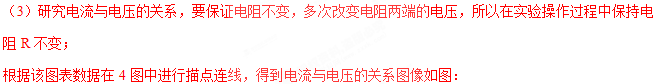 （3）研究电流与电压的关系，要保证电阻不变，多次改变电阻两端的电压，所以在实验操作过程中保持电
阻 R 不变；
根据该图表数据在 4 图中进行描点连线，得到电流与电压的关系图像如图：